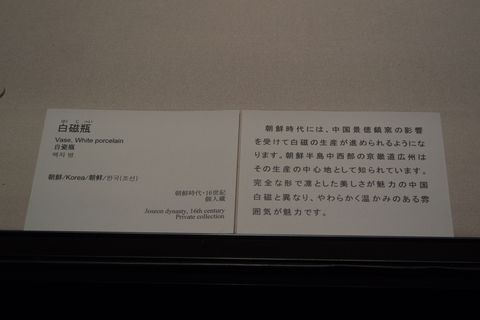 白磁瓶
Vase, White porcelain
白瓷瓶
백자 병
朝鮮/Korea/朝鲜/한국(조선)
朝鮮時代・16世紀
個人蔵
Joseon dynasty, 16th century
Private collection
朝鮮時代には、中国景徳鎮窯の影響
を受けて白磁の生産が進められるようにな
ります。朝鮮半島中西部の京畿道広州は
その生産の中心地として知られています。
完全な形で凛とした美しさが魅力の中国
白磁と異なり、やわらかく温かみのある雰
囲気が魅力です。